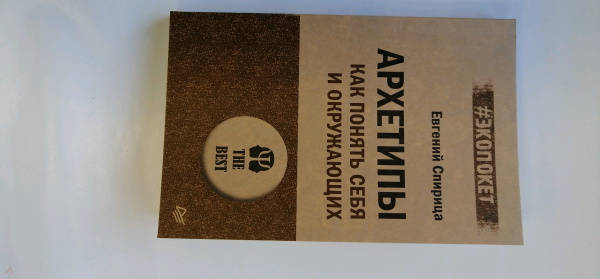 #ЭКОПОКЕТ
Евгений Спирица
АРХЕТИПЫ
КАК ПОНЯТЬ СЕБЯ
И ОКРУЖАЮЩИХ
THE
BEST